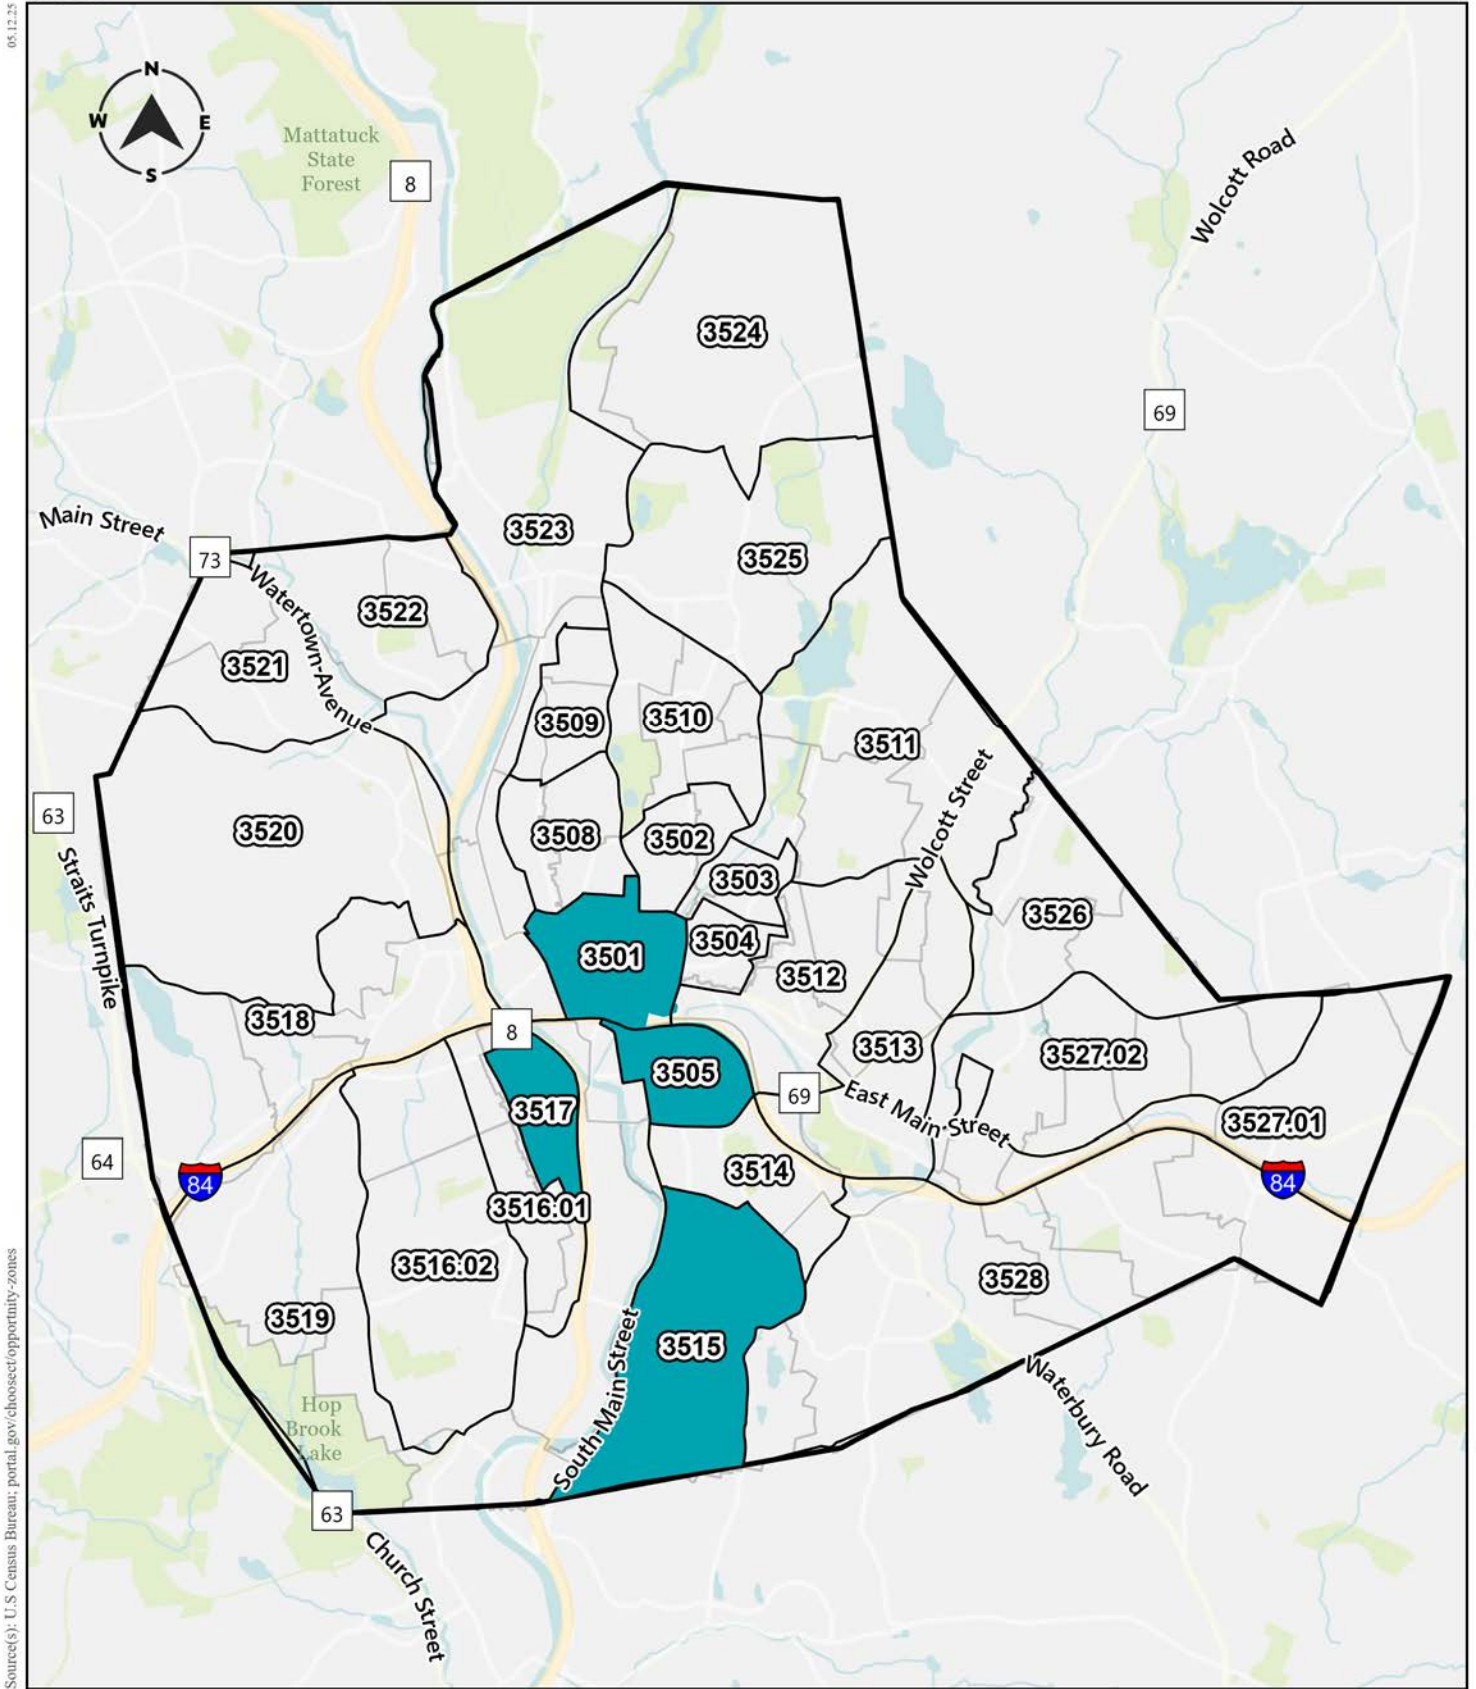 05.12.25
N
W
E
S
Mattatuck
State
Forest
8
Wolcott Road
3524
69
Main Street
73
3523
3525
Watertown-Avenue
3522
3521
3509
3510
3511
Wolcott Street
63
3520
3508
3502
3503
Straits Turnpike
3526
3501
3504
3512
3518
8
3513
3527.02
3505
69
East Main Street
3517
3527.01
64
84
3514
84
3516.01
3516.02
3528
3519
3515
South-Main-Street
Waterbury Road
Hop
Brook
Lake
63
Church Street
Source(s): U.S Census Bureau; portal.gov/choosect/opportnity-zones